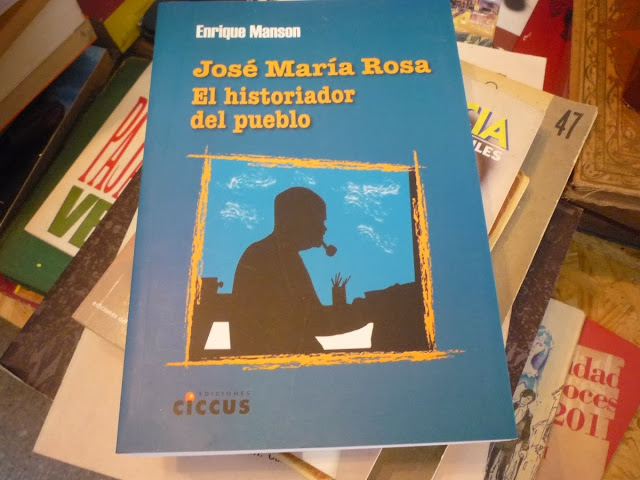 Enrique Manson
José María Rosa
El historiador
del pueblo
EDICIONES
CICCUS
47